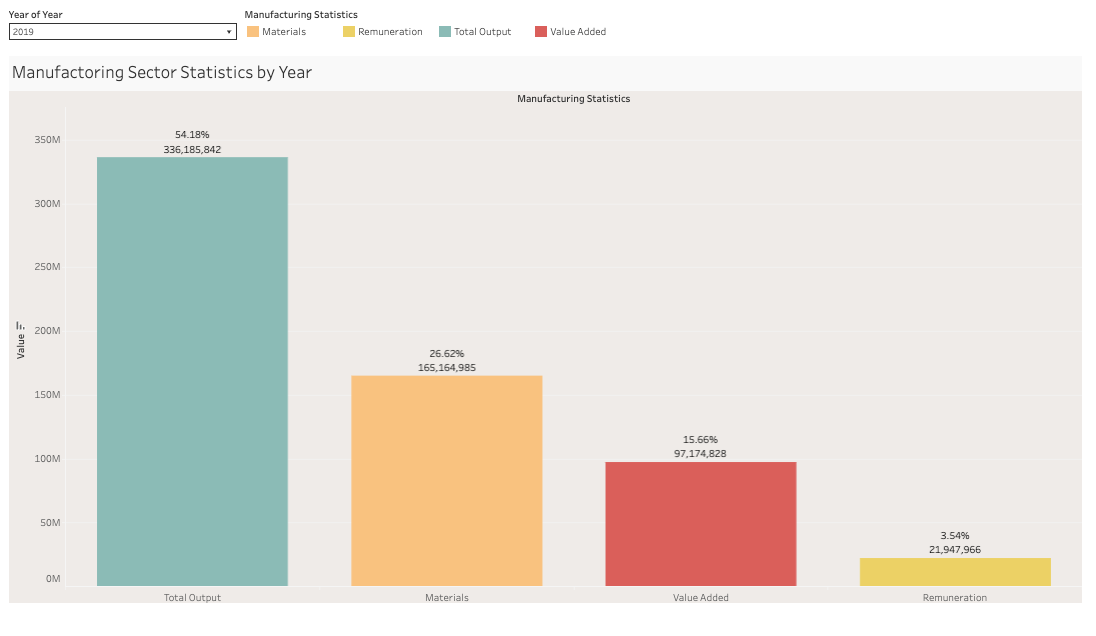 Year of Year
2019
Manufacturing Statistics
Materials
Remuneration
Total Output
Value Added
Manufactoring Sector Statistics by Year
Manufacturing Statistics
Value
350M
300M
250M
200M
150M
100M
50M
0M
54.18%
336,185,842
26.62%
165,164,985
15.66%
97,174,828
3.54%
21,947,966
Total Output
Materials
Value Added
Remuneration